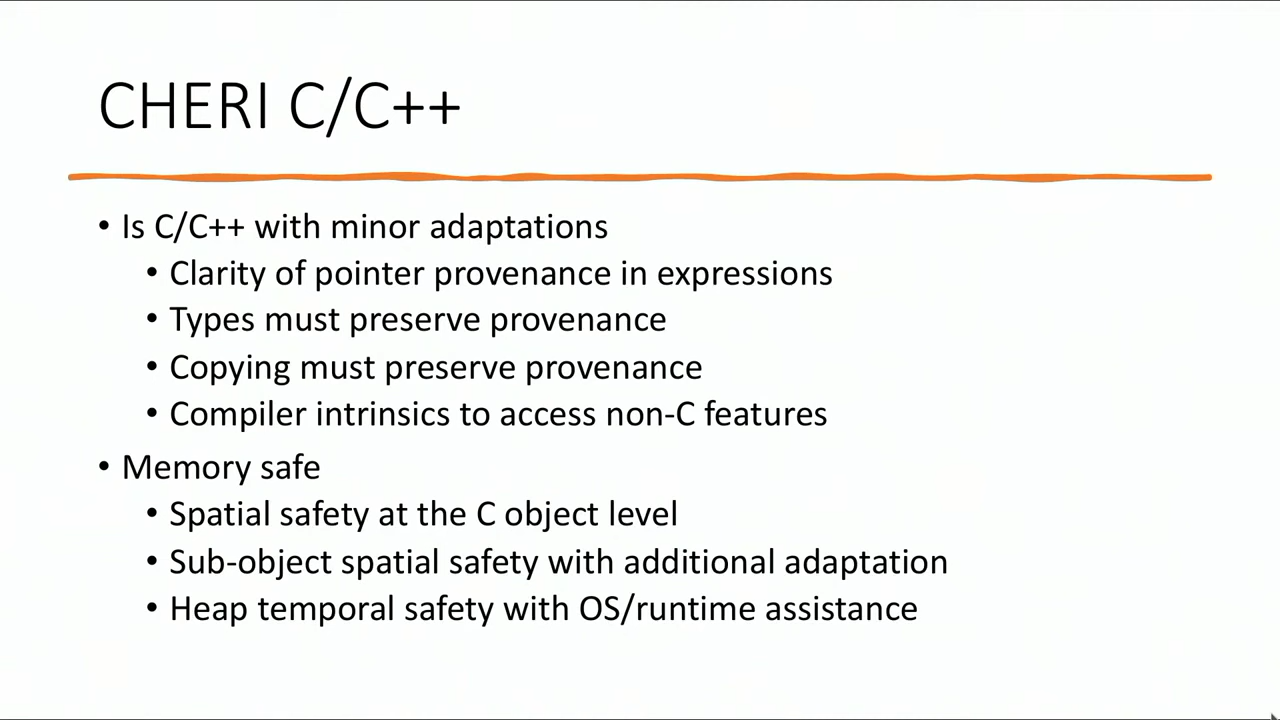 CHERI C/C++
• Is C/C++ with minor adaptations
• Clarity of pointer provenance in expressions
• Types must preserve provenance
• Copying must preserve provenance
• Compiler intrinsics to access non-C features
• Memory safe
• Spatial safety at the C object level
• Sub-object spatial safety with additional adaptation
• Heap temporal safety with OS/runtime assistance